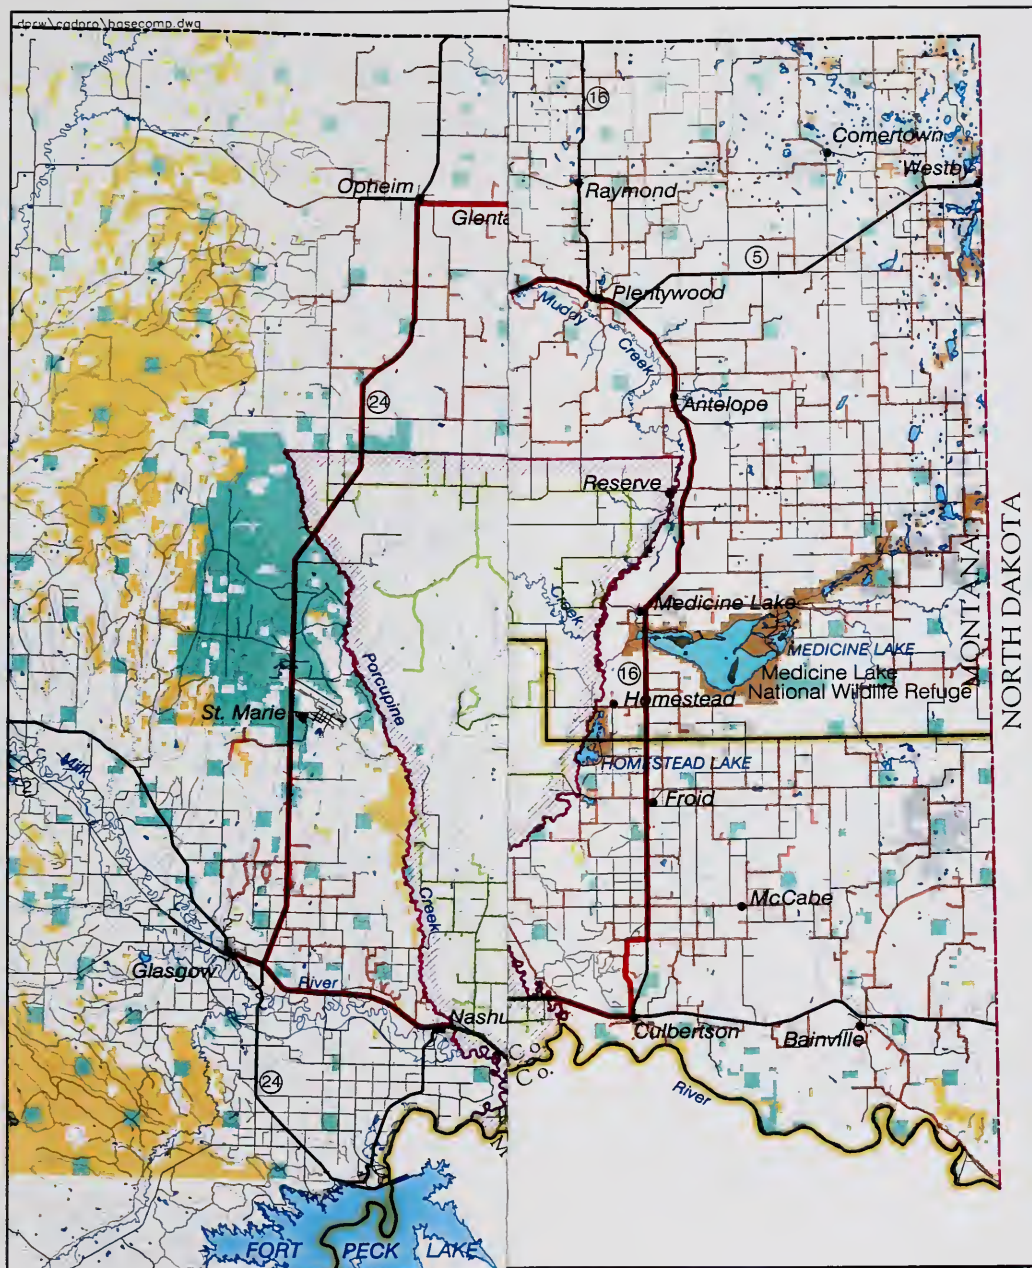 dprw\cadpro\basecomp.dwg
16
Comertown
Westby
Opheim
Raymond
Glenta
5
Plentywood
Muddy
Creek
24
Antelope
Reserve
MONTANA
NORTH DAKOTA
Creek
Medicine Lake
MEDICINE LAKE
Porcupine
16
Medicine Lake
National Wildlife Refuge
Homestead
St. Marie
HOMESTEAD LAKE
Milk
2
Froid
McCabe
Creek
Glasgow
River
Nashu
Culbertson
Bainville
Co.
Co.
24
River
M
FORT PECK LAKE